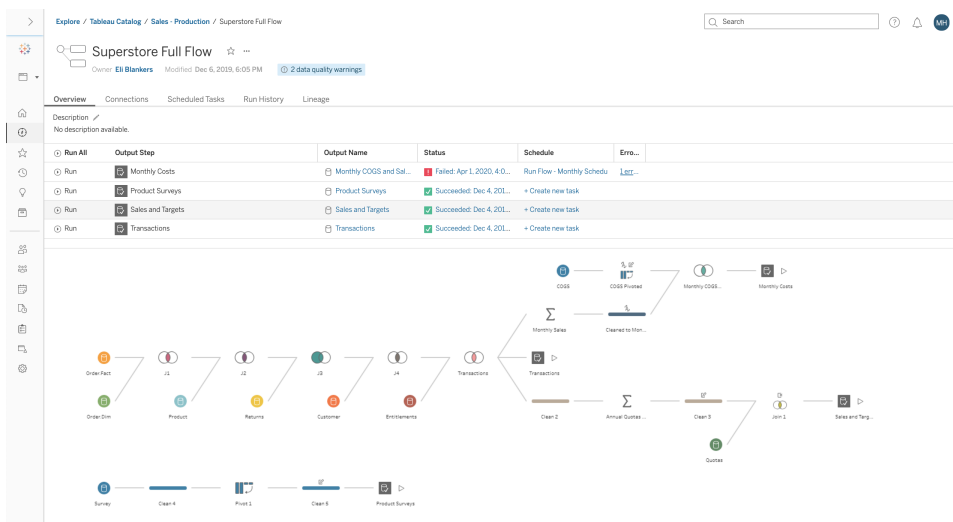 Explore / Tableau Catalog / Sales - Production / Superstore Full Flow
Search
?
MH
Superstore Full Flow
Owner Eli Blankers Modified Dec 6, 2019, 6:05 PM 2 data quality warnings
Overview Connections Scheduled Tasks Run History Lineage
Description
No description available.
Run All Output Step Output Name Status Schedule Erro...
Run Monthly Costs Monthly COGS and Sal... Failed: Apr 1, 2020, 4:0... Run Flow - Monthly Schedu 1 err...
Run Product Surveys Product Surveys Succeeded: Dec 4, 201... + Create new task
Run Sales and Targets Sales and Targets Succeeded: Dec 4, 201... + Create new task
Run Transactions Transactions Succeeded: Dec 4, 201... + Create new task
COGS COGS Pivoted Monthly COGS... Monthly Costs
Monthly Sales Cleaned to Mon...
Order.Fact J1 J2 J3 J4 Transactions Transactions
Order.Dim Product Returns Customer Entitlements Clean 2 Annual Quotas ... Clean 3 Join 1 Sales and Targ...
Quotas
Survey Clean 4 Pivot 1 Clean 6 Product Surveys